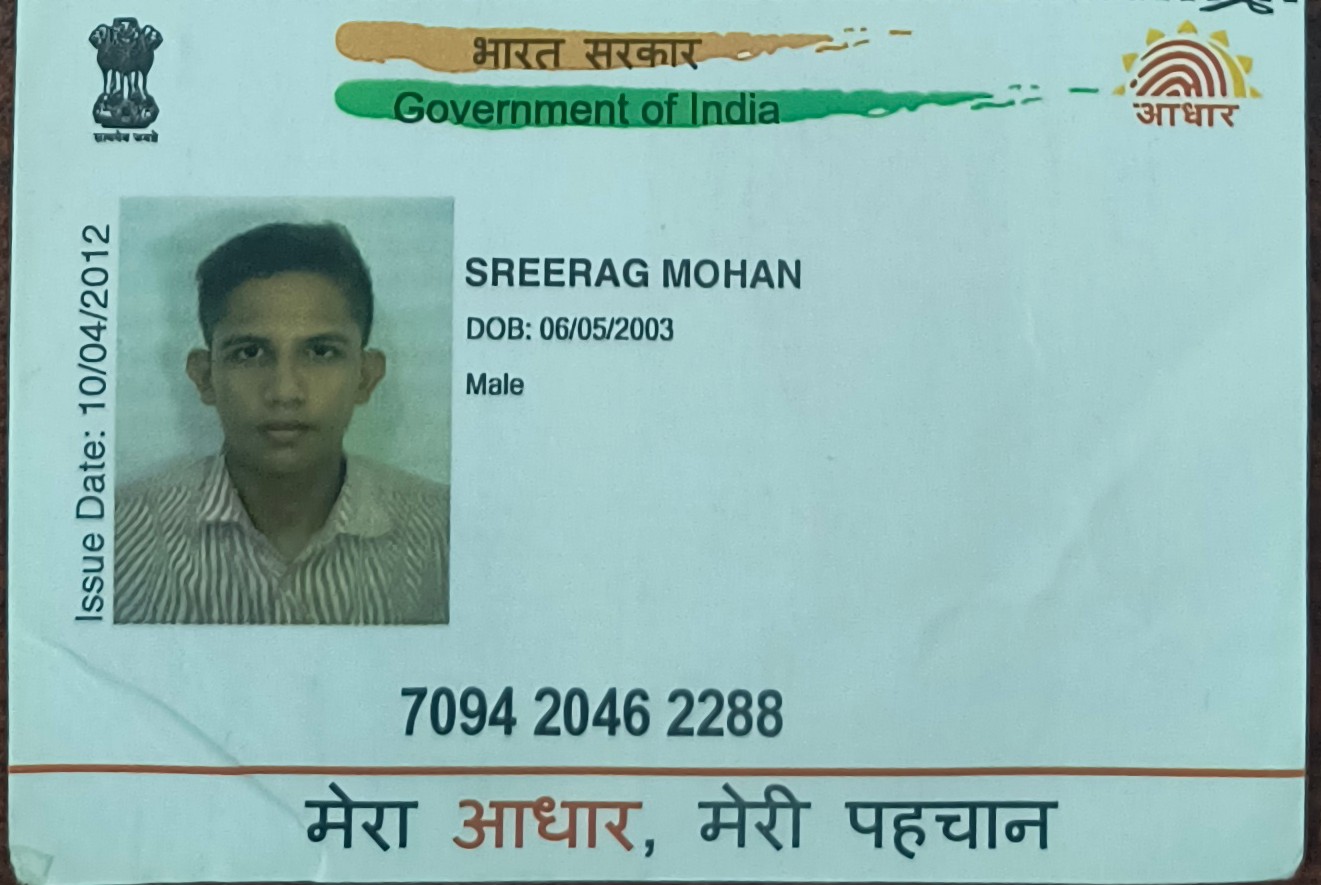 भारत सरकार
Government of India
सत्यमेव जयते
आधार
Issue Date: 10/04/2012
SREERAG MOHAN
DOB: 06/05/2003
Male
7094 2046 2288
मेरा आधार, मेरी पहचान